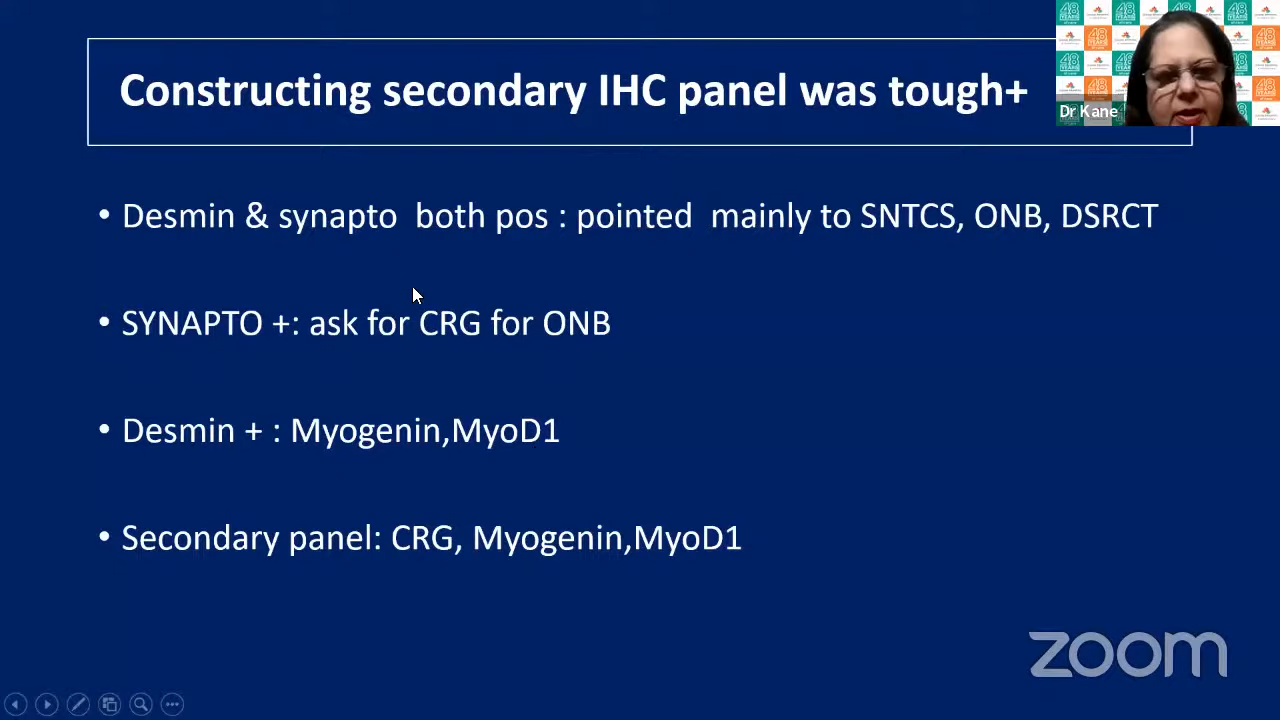 Constructing secondary IHC panel was tough+
Dr Kane
• Desmin & synapto both pos : pointed mainly to SNTCS, ONB, DSRCT
• SYNAPTO +: ask for CRG for ONB
• Desmin + : Myogenin,MyoD1
• Secondary panel: CRG, Myogenin,MyoD1
zoom